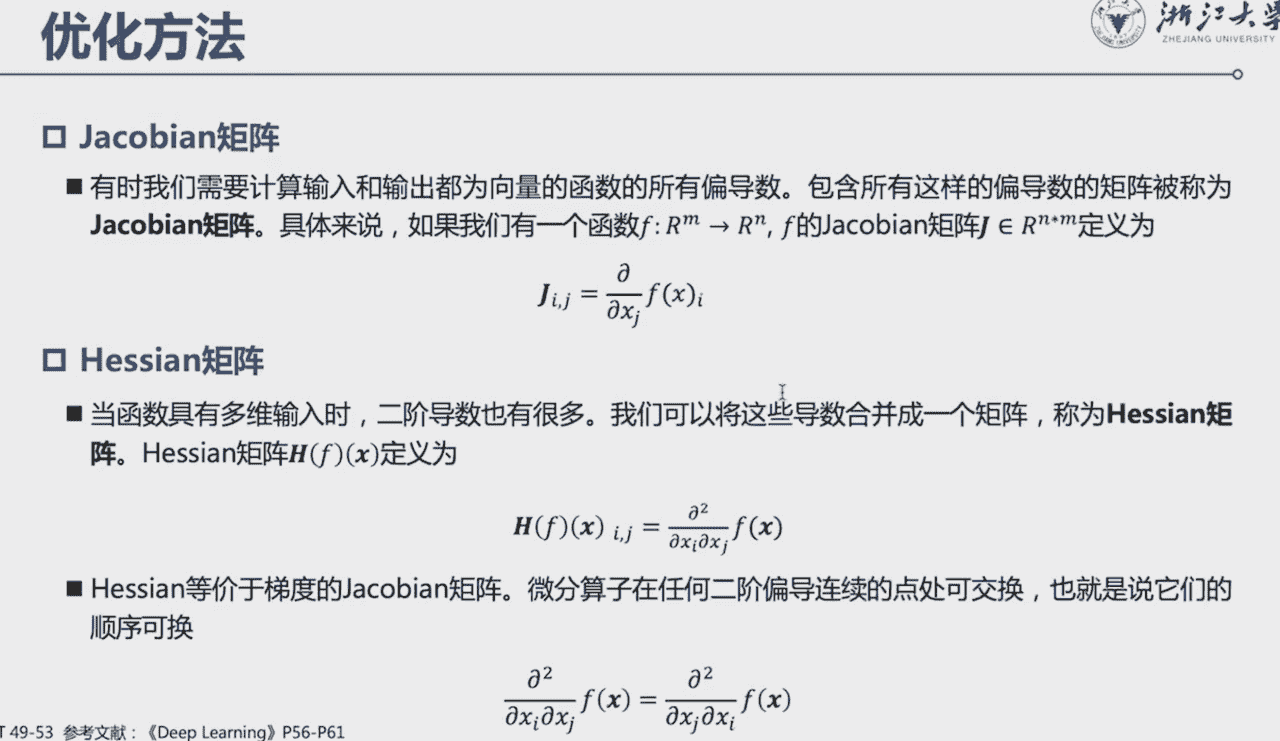 优化方法
浙江大学
ZHEJIANG UNIVERSITY
Jacobian矩阵
有时我们需要计算输入和输出都为向量的函数的所有偏导数。包含所有这样的偏导数的矩阵被称为
Jacobian矩阵。具体来说，如果我们有一个函数f: Rᵐ → Rⁿ, f的Jacobian矩阵J ∈ Rⁿ*ᵐ定义为
J_{i,j} = ∂/∂x_j f(x)_i
Hessian矩阵
当函数具有多维输入时，二阶导数也有很多。我们可以将这些导数合并成一个矩阵，称为Hessian矩
阵。Hessian矩阵H(f)(x)定义为
H(f)(x)_{i,j} = ∂²/∂x_i∂x_j f(x)
Hessian等价于梯度的Jacobian矩阵。微分算子在任何二阶偏导连续的点处可交换，也就是说它们的
顺序可换
∂²/∂x_i∂x_j f(x) = ∂²/∂x_j∂x_i f(x)
T 49-53 参考文献：《Deep Learning》P56-P61